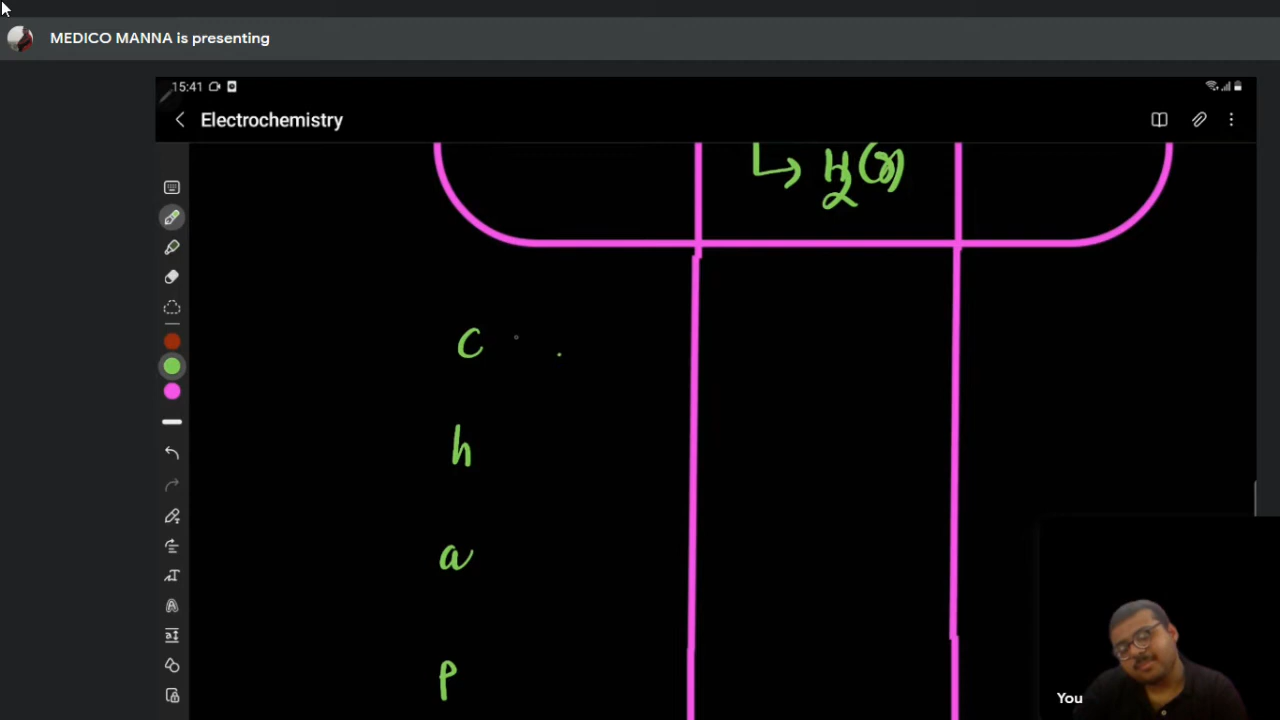 MEDICO MANNA is presenting
15:41
Electrochemistry
↳ H2(g)
C
h
a
P
You